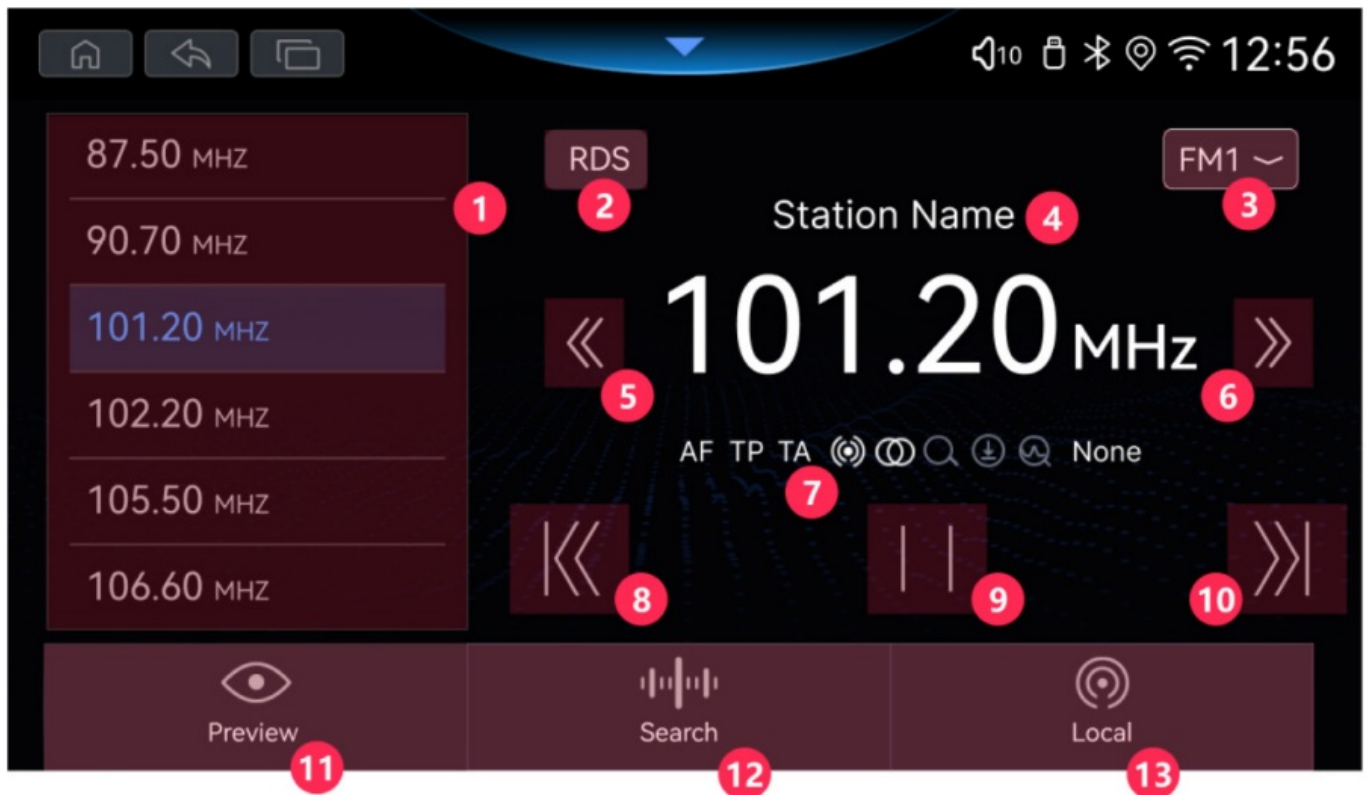 10 12:56
87.50 MHZ
90.70 MHZ
101.20 MHZ
102.20 MHZ
105.50 MHZ
106.60 MHZ
1
RDS
2
FM1
3
Station Name 4
101.20 MHz
5
6
AF TP TA None
7
8
9
10
Preview
11
Search
12
Local
13